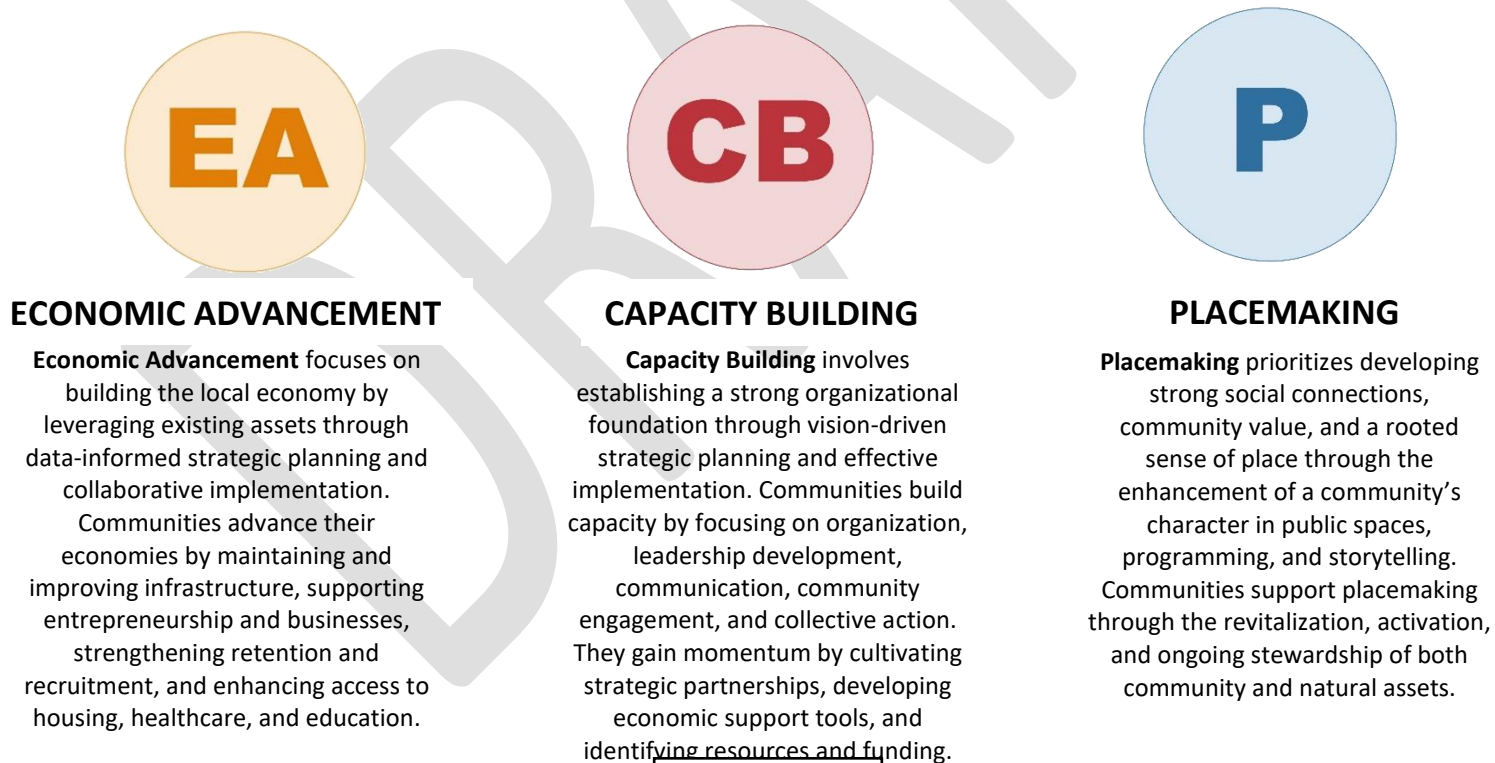 DRAFT
EA
ECONOMIC ADVANCEMENT
Economic Advancement focuses on
building the local economy by
leveraging existing assets through
data-informed strategic planning and
collaborative implementation.
Communities advance their
economies by maintaining and
improving infrastructure, supporting
entrepreneurship and businesses,
strengthening retention and
recruitment, and enhancing access to
housing, healthcare, and education.
CB
CAPACITY BUILDING
Capacity Building involves
establishing a strong organizational
foundation through vision-driven
strategic planning and effective
implementation. Communities build
capacity by focusing on organization,
leadership development,
communication, community
engagement, and collective action.
They gain momentum by cultivating
strategic partnerships, developing
economic support tools, and
identifying resources and funding.
P
PLACEMAKING
Placemaking prioritizes developing
strong social connections,
community value, and a rooted
sense of place through the
enhancement of a community’s
character in public spaces,
programming, and storytelling.
Communities support placemaking
through the revitalization, activation,
and ongoing stewardship of both
community and natural assets.